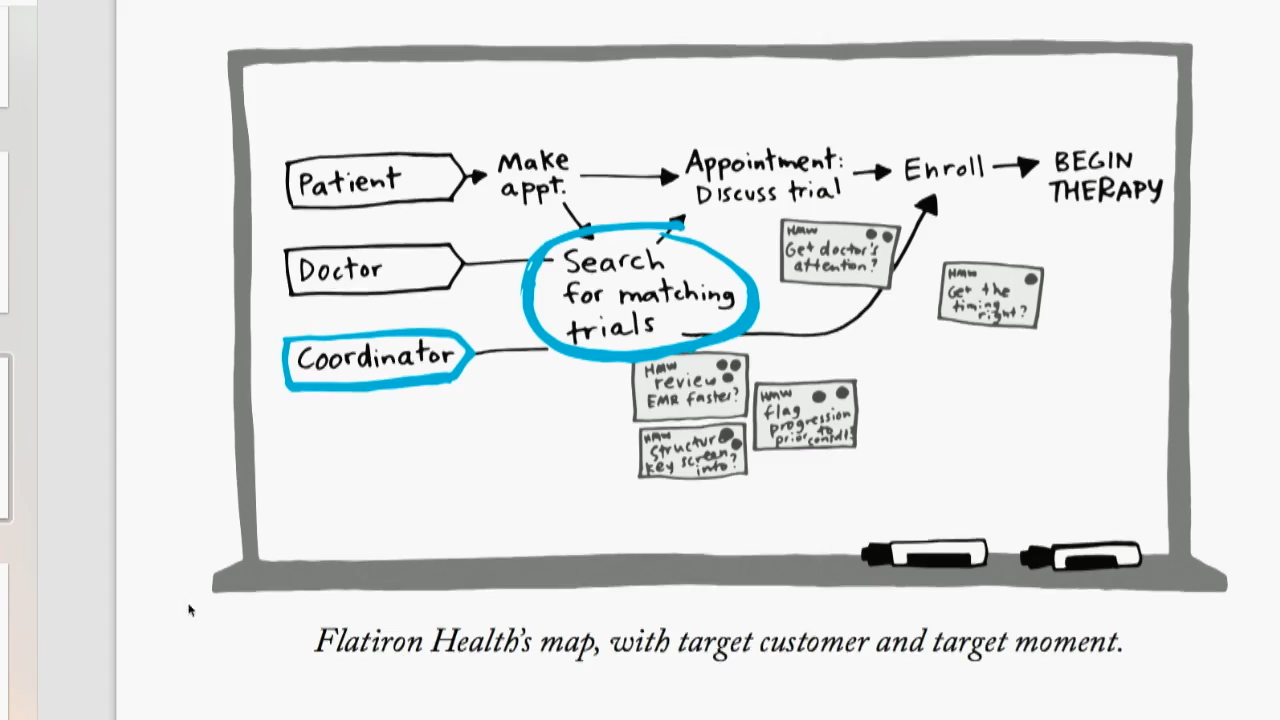 Patient
Make
appt.
Appointment:
Discuss trial
Enroll
BEGIN
THERAPY
Doctor
Search
for matching
trials
Coordinator
HMW
Get doctor's
attention?
HMW
Get the
timing
right?
HMW
review
EMR faster?
HMW
flag
progression
prior to
HMW
Structure
key screen
info?
Flatiron Health's map, with target customer and target moment.